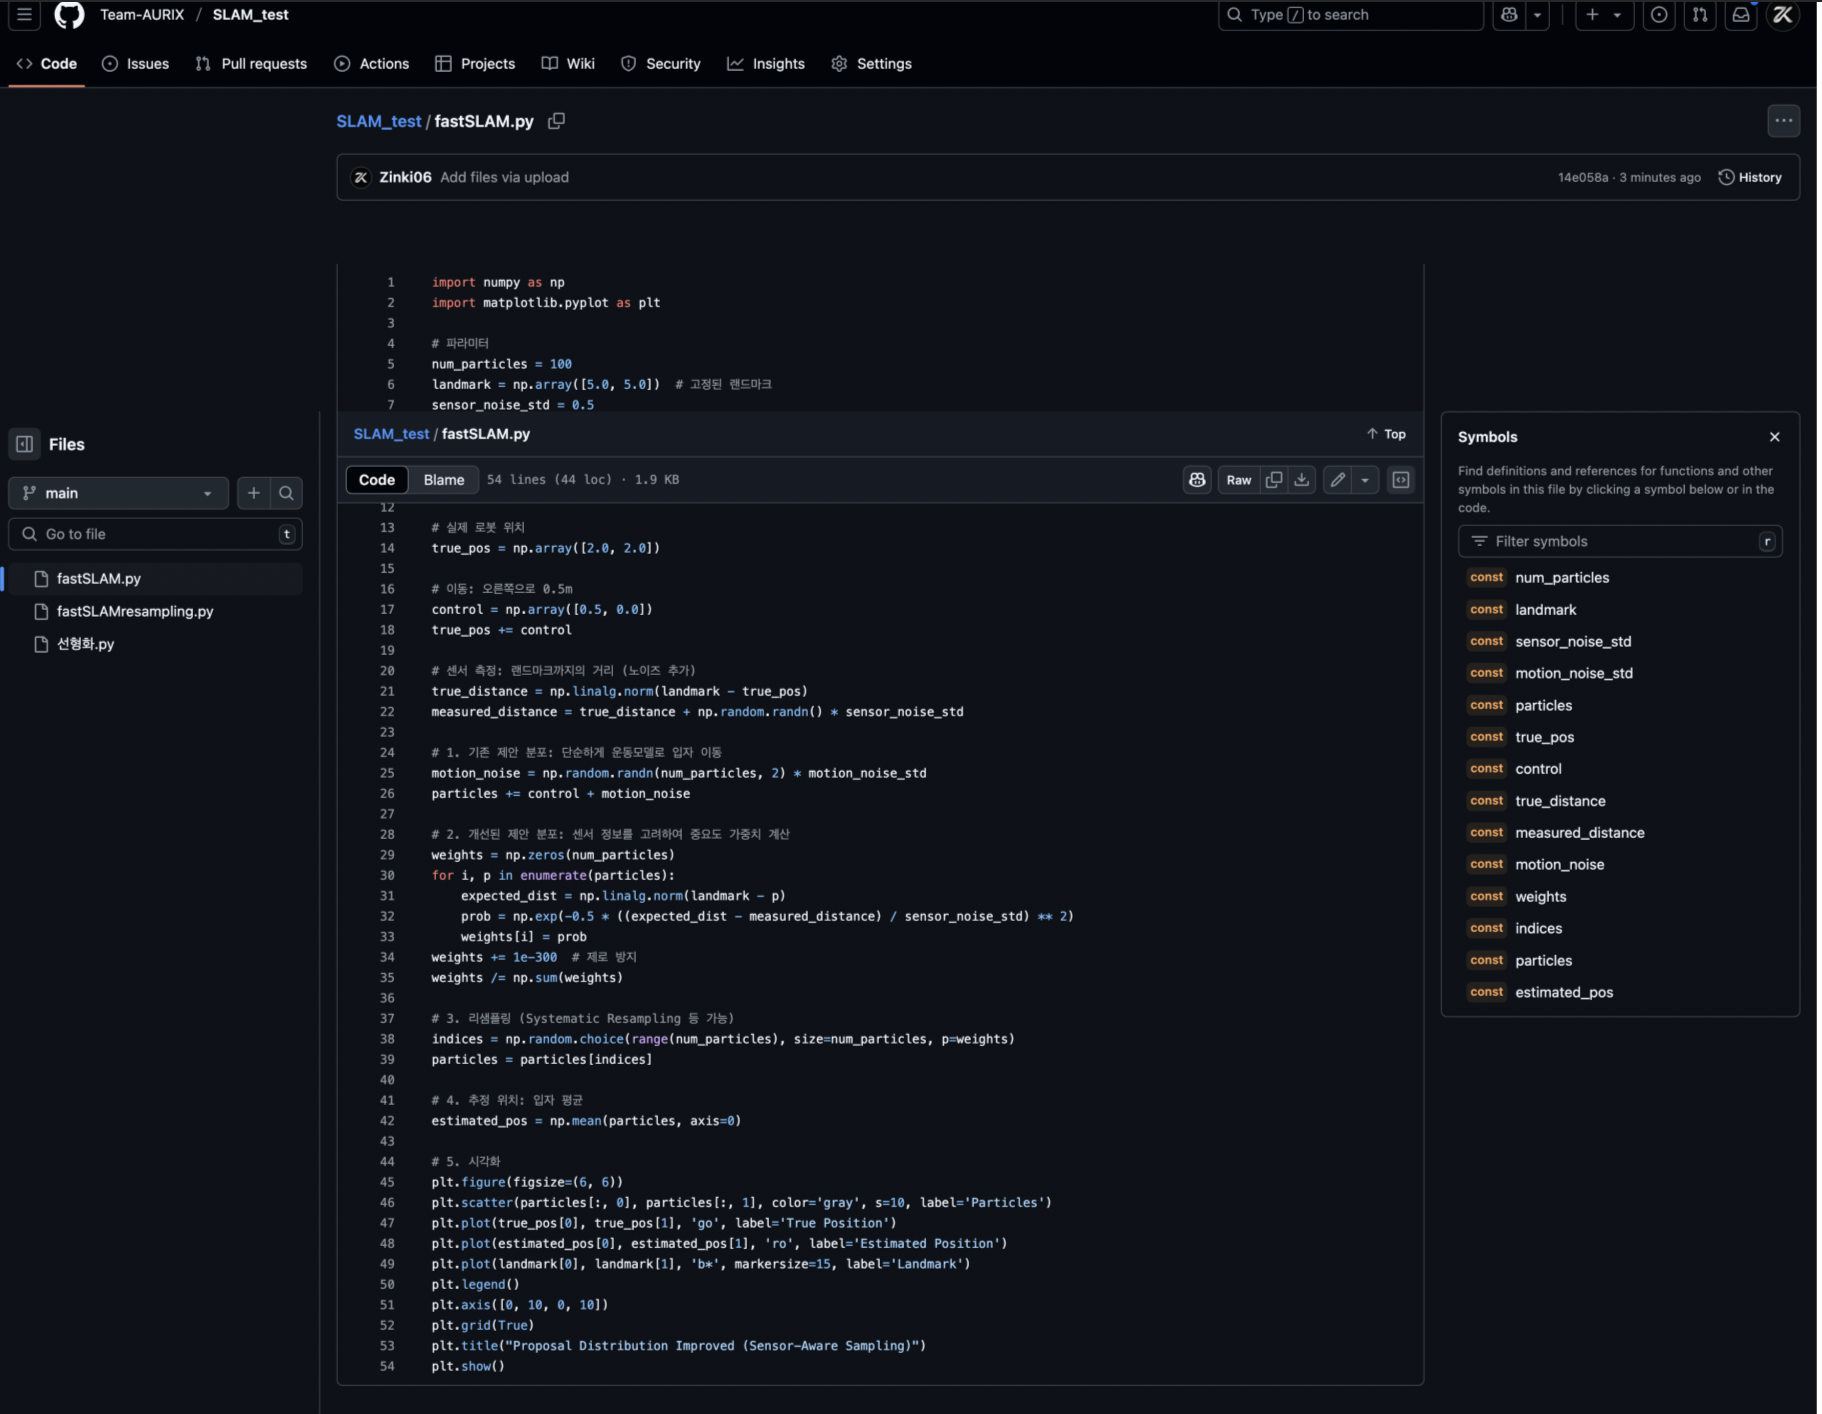 Team-AURIX / SLAM_test
Type / to search
Code
Issues
Pull requests
Actions
Projects
Wiki
Security
Insights
Settings
SLAM_test / fastSLAM.py
Zinki06 Add files via upload
14e058a · 3 minutes ago
History
1 import numpy as np
2 import matplotlib.pyplot as plt
3
4 # 파라미터
5 num_particles = 100
6 landmark = np.array([5.0, 5.0])  # 고정된 랜드마크
7 sensor_noise_std = 0.5
Files
main
Go to file
t
fastSLAM.py
fastSLAMresampling.py
선형화.py
SLAM_test / fastSLAM.py
Top
Code
Blame
54 lines (44 loc) · 1.9 KB
Raw
12
13 # 실제 로봇 위치
14 true_pos = np.array([2.0, 2.0])
15
16 # 이동: 오른쪽으로 0.5m
17 control = np.array([0.5, 0.0])
18 true_pos += control
19
20 # 센서 측정: 랜드마크까지의 거리 (노이즈 추가)
21 true_distance = np.linalg.norm(landmark - true_pos)
22 measured_distance = true_distance + np.random.randn() * sensor_noise_std
23
24 # 1. 기존 제안 분포: 단순하게 운동모델로 입자 이동
25 motion_noise = np.random.randn(num_particles, 2) * motion_noise_std
26 particles += control + motion_noise
27
28 # 2. 개선된 제안 분포: 센서 정보를 고려하여 중요도 가중치 계산
29 weights = np.zeros(num_particles)
30 for i, p in enumerate(particles):
31     expected_dist = np.linalg.norm(landmark - p)
32     prob = np.exp(-0.5 * ((expected_dist - measured_distance) / sensor_noise_std) ** 2)
33     weights[i] = prob
34 weights += 1e-300  # 제로 방지
35 weights /= np.sum(weights)
36
37 # 3. 리샘플링 (Systematic Resampling 등 가능)
38 indices = np.random.choice(range(num_particles), size=num_particles, p=weights)
39 particles = particles[indices]
40
41 # 4. 추정 위치: 입자 평균
42 estimated_pos = np.mean(particles, axis=0)
43
44 # 5. 시각화
45 plt.figure(figsize=(6, 6))
46 plt.scatter(particles[:, 0], particles[:, 1], color='gray', s=10, label='Particles')
47 plt.plot(true_pos[0], true_pos[1], 'go', label='True Position')
48 plt.plot(estimated_pos[0], estimated_pos[1], 'ro', label='Estimated Position')
49 plt.plot(landmark[0], landmark[1], 'b*', markersize=15, label='Landmark')
50 plt.legend()
51 plt.axis([0, 10, 0, 10])
52 plt.grid(True)
53 plt.title("Proposal Distribution Improved (Sensor-Aware Sampling)")
54 plt.show()
Symbols
Find definitions and references for functions and other
symbols in this file by clicking a symbol below or in the
code.
Filter symbols
r
const num_particles
const landmark
const sensor_noise_std
const motion_noise_std
const particles
const true_pos
const control
const true_distance
const measured_distance
const motion_noise
const weights
const indices
const particles
const estimated_pos